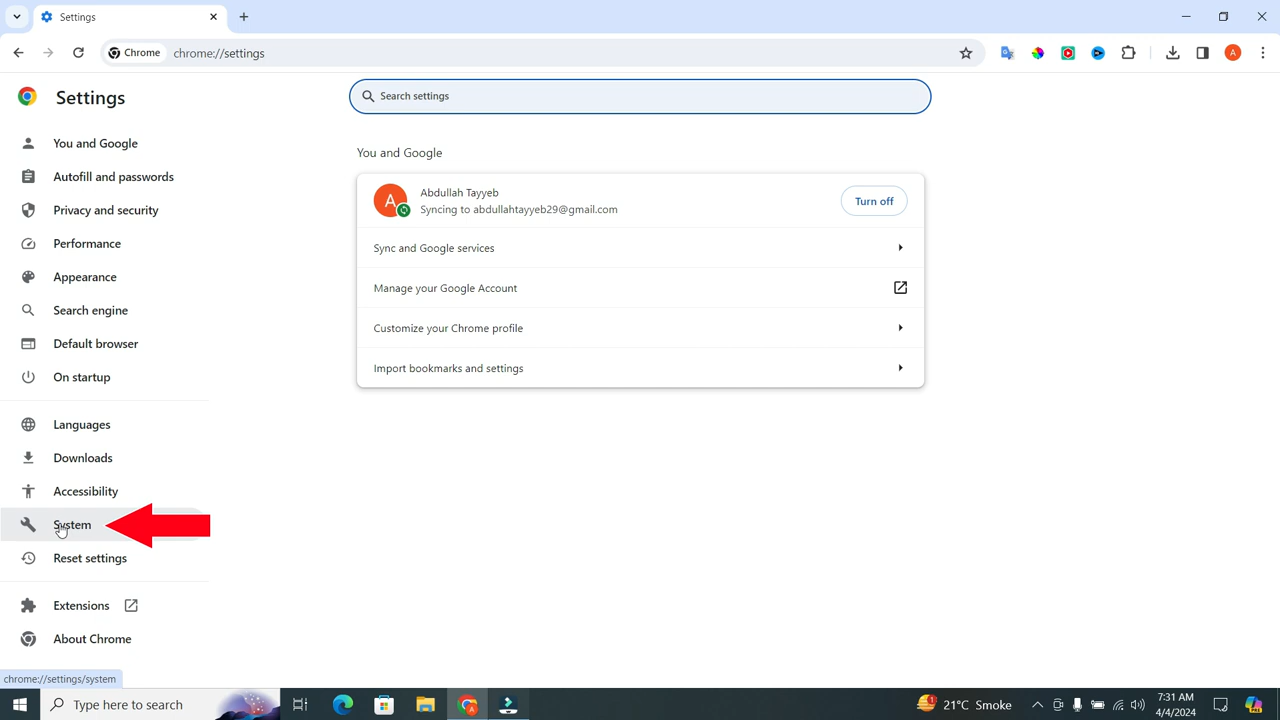 Settings
Chrome
chrome://settings
A
Settings
Search settings
You and Google
Autofill and passwords
Privacy and security
Performance
Appearance
Search engine
Default browser
On startup
Languages
Downloads
Accessibility
System
Reset settings
Extensions
About Chrome
You and Google
A
Abdullah Tayyeb
Syncing to abdullahtayyeb29@gmail.com
Turn off
Sync and Google services
Manage your Google Account
Customize your Chrome profile
Import bookmarks and settings
chrome://settings/system
Type here to search
21°C Smoke
7:31 AM
4/4/2024